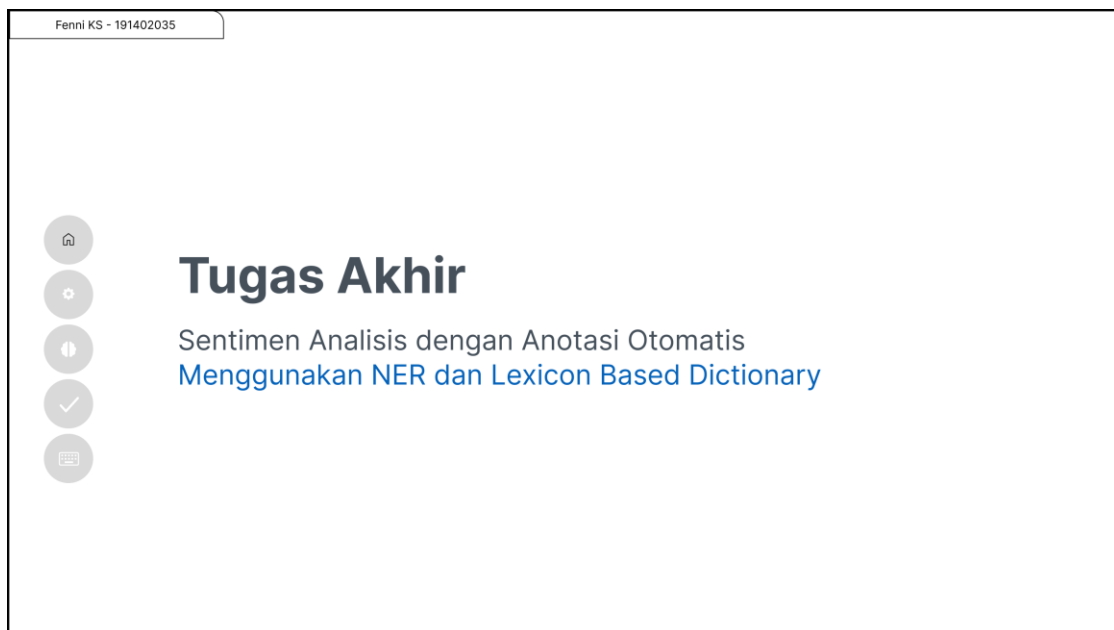 Fenni KS - 191402035
Tugas Akhir
Sentimen Analisis dengan Anotasi Otomatis
Menggunakan NER dan Lexicon Based Dictionary